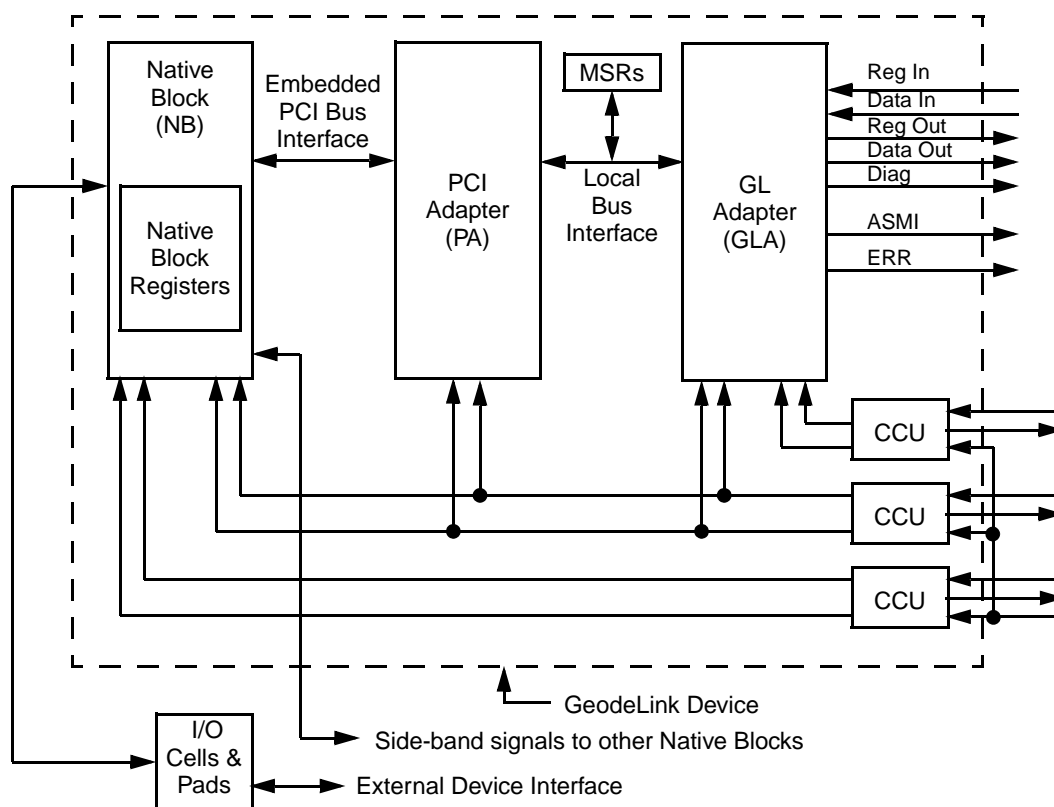 Native
Block
(NB)
Embedded
PCI Bus
Interface
Native
Block
Registers
PCI
Adapter
(PA)
MSRs
Local
Bus
Interface
GL
Adapter
(GLA)
Reg In
Data In
Reg Out
Data Out
Diag
ASMI
ERR
CCU
CCU
CCU
GeodeLink Device
I/O
Cells &
Pads
Side-band signals to other Native Blocks
External Device Interface